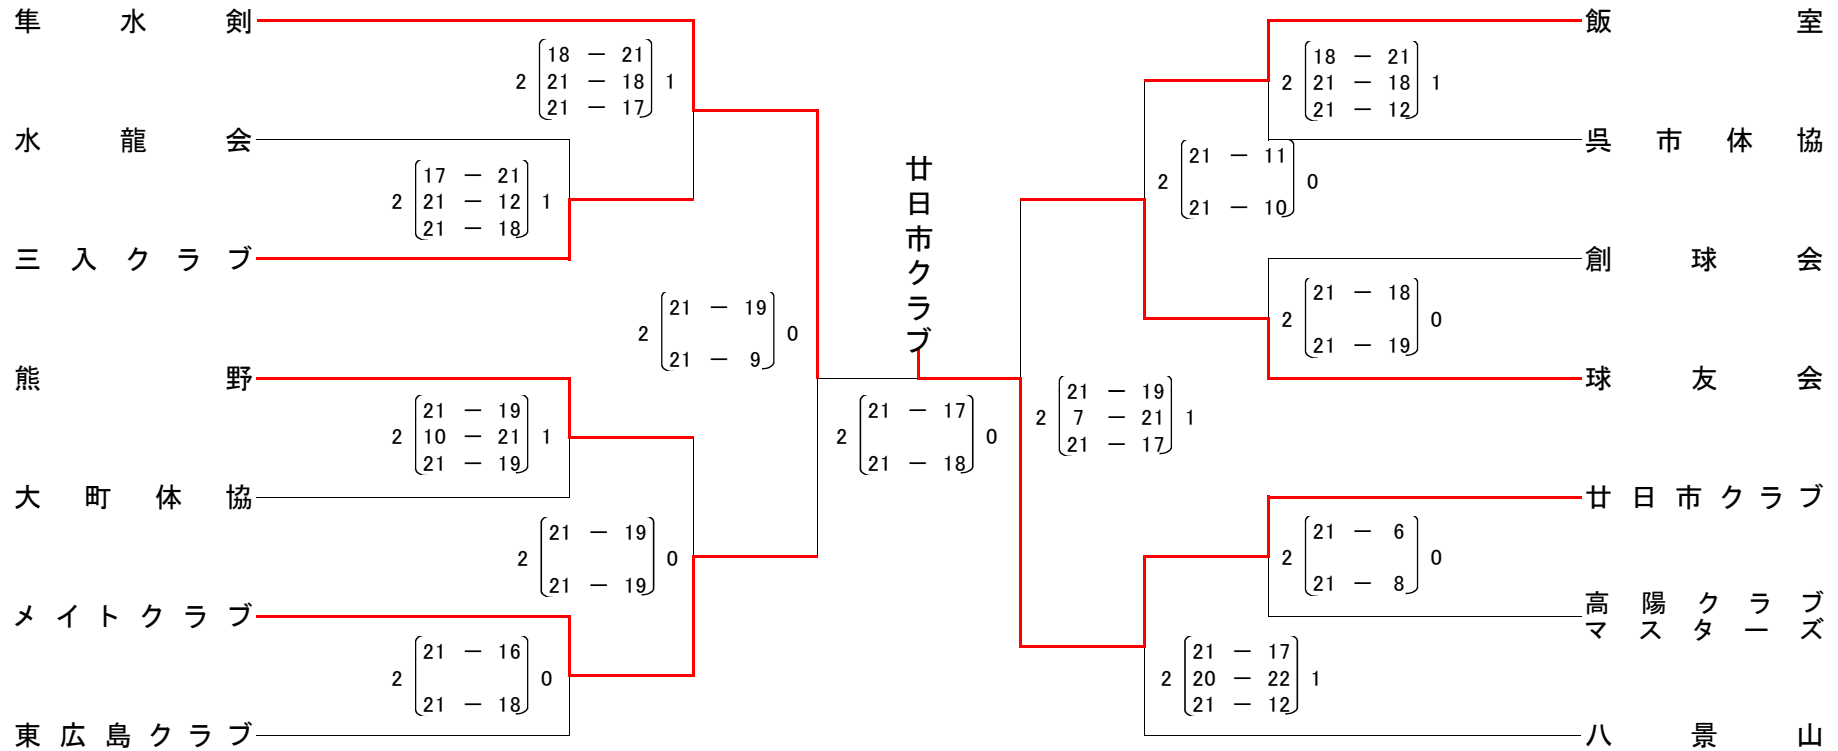 隼水剣
水龍会
三入クラブ
熊野
大町体協
メイトクラブ
東広島クラブ
2 18 － 21 1
21 － 18
21 － 17
2 17 － 21 1
21 － 12
21 － 18
2 21 － 19 0
21 － 9
2 21 － 19 1
10 － 21
21 － 19
2 21 － 19 0
21 － 19
2 21 － 16 0
21 － 18
廿日市クラブ
2 21 － 17 0
21 － 18
2 18 － 21 1
21 － 18
21 － 12
2 21 － 11 0
21 － 10
2 21 － 18 0
21 － 19
2 21 － 19 1
7 － 21
21 － 17
2 21 － 6 0
21 － 8
2 21 － 17 1
20 － 22
21 － 12
飯室
呉市体協
創球会
球友会
廿日市クラブ
高陽クラブ
マスターズ
八景山